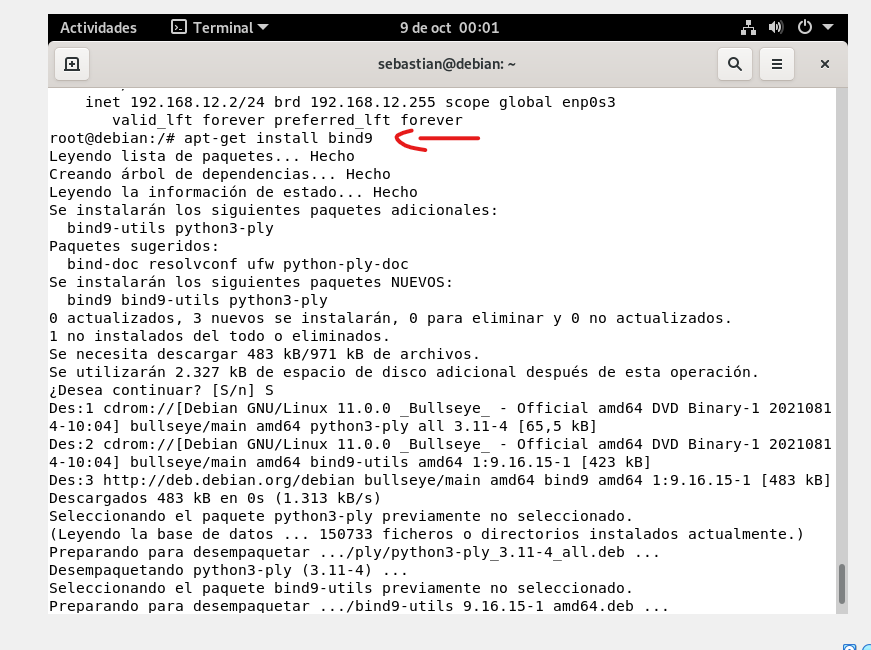 Actividades Terminal 9 de oct 00:01
sebastian@debian: ~
inet 192.168.12.2/24 brd 192.168.12.255 scope global enp0s3
valid_lft forever preferred_lft forever
root@debian:/# apt-get install bind9
Leyendo lista de paquetes... Hecho
Creando árbol de dependencias... Hecho
Leyendo la información de estado... Hecho
Se instalarán los siguientes paquetes adicionales:
bind9-utils python3-ply
Paquetes sugeridos:
bind-doc resolvconf ufw python-ply-doc
Se instalarán los siguientes paquetes NUEVOS:
bind9 bind9-utils python3-ply
0 actualizados, 3 nuevos se instalarán, 0 para eliminar y 0 no actualizados.
1 no instalados del todo o eliminados.
Se necesita descargar 483 kB/971 kB de archivos.
Se utilizarán 2.327 kB de espacio de disco adicional después de esta operación.
¿Desea continuar? [S/n] S
Des:1 cdrom://[Debian GNU/Linux 11.0.0 _Bullseye_ - Official amd64 DVD Binary-1 2021081
4-10:04] bullseye/main amd64 python3-ply all 3.11-4 [65,5 kB]
Des:2 cdrom://[Debian GNU/Linux 11.0.0 _Bullseye_ - Official amd64 DVD Binary-1 2021081
4-10:04] bullseye/main amd64 bind9-utils amd64 1:9.16.15-1 [423 kB]
Des:3 http://deb.debian.org/debian bullseye/main amd64 bind9 amd64 1:9.16.15-1 [483 kB]
Descargados 483 kB en 0s (1.313 kB/s)
Seleccionando el paquete python3-ply previamente no seleccionado.
(Leyendo la base de datos ... 150733 ficheros o directorios instalados actualmente.)
Preparando para desempaquetar .../ply/python3-ply_3.11-4_all.deb ...
Desempaquetando python3-ply (3.11-4) ...
Seleccionando el paquete bind9-utils previamente no seleccionado.
Preparando para desempaquetar .../bind9-utils 9.16.15-1 amd64.deb ...